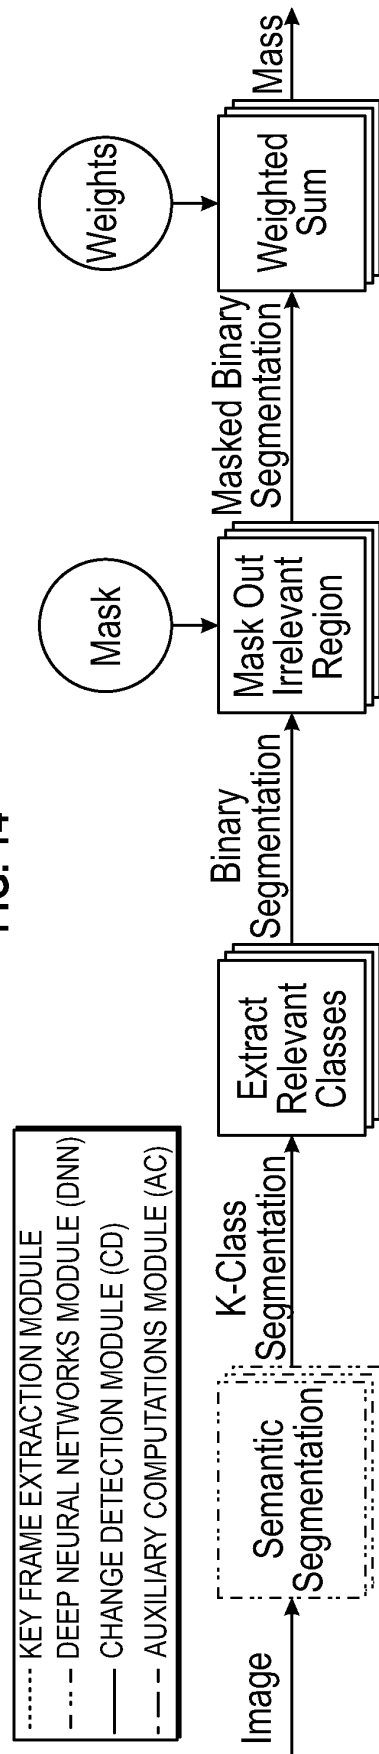 FIG. 14
KEY FRAME EXTRACTION MODULE
DEEP NEURAL NETWORKS MODULE (DNN)
CHANGE DETECTION MODULE (CD)
AUXILIARY COMPUTATIONS MODULE (AC)
Image
Semantic
Segmentation
K-Class
Segmentation
Extract
Relevant
Classes
Binary
Segmentation
Mask
Mask Out
Irrelevant
Region
Masked Binary
Segmentation
Weights
Weighted
Sum
Mass